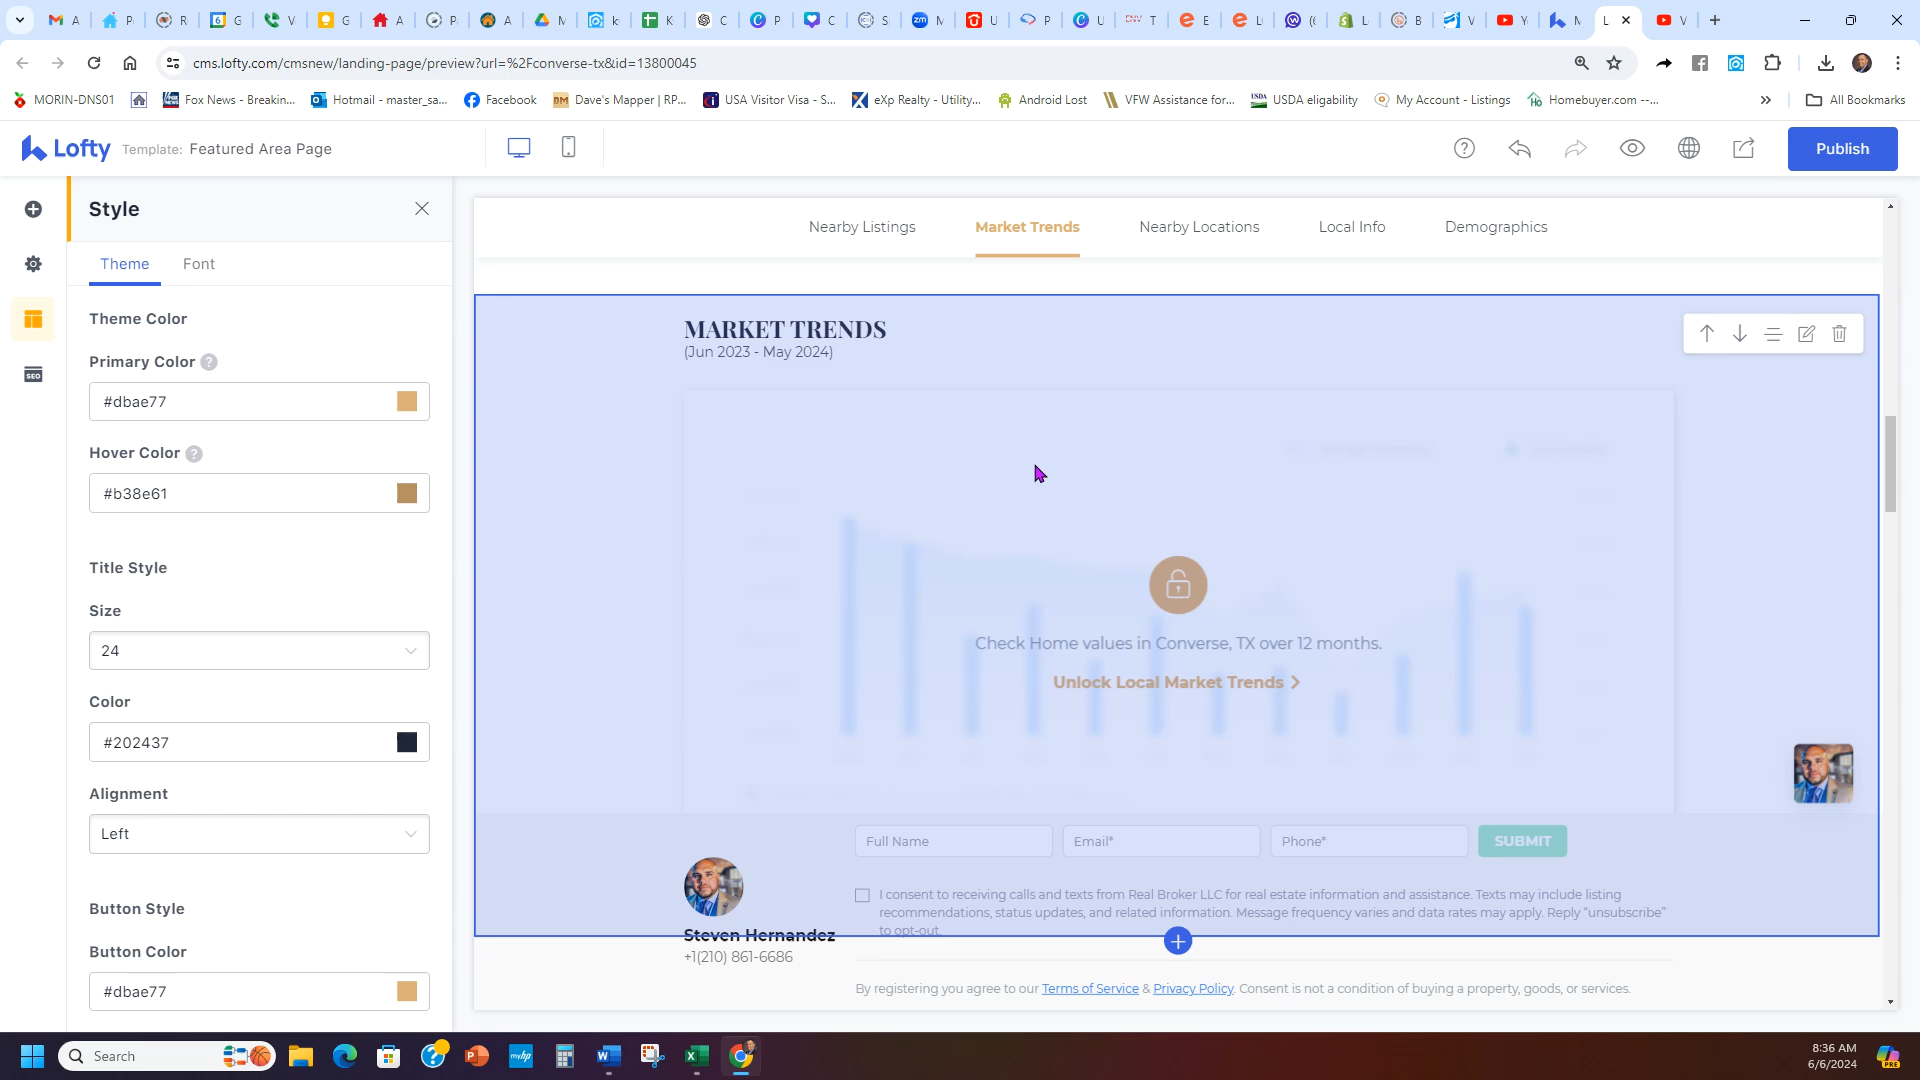 A
P
R
G
V
G
A
P
A
M
k
K
C
P
C
S
M
U
P
U
T
E
L
(6
L
B
V
Y
M
L
V
cms.lofty.com/cmsnew/landing-page/preview?url=%2Fconverse-tx&id=13800045
MORIN-DNS01
Fox News - Breakin...
Hotmail - master_sa...
Facebook
Dave's Mapper | RP...
USA Visitor Visa - S...
eXp Realty - Utility...
Android Lost
VFW Assistance for...
USDA eligability
My Account - Listings
Homebuyer.com --...
All Bookmarks
Lofty
Template: Featured Area Page
Publish
Style
Theme Font
Theme Color
Primary Color
#dbae77
Hover Color
#b38e61
Title Style
Size
24
Color
#202437
Alignment
Left
Button Style
Button Color
#dbae77
SEO
Nearby Listings
Market Trends
Nearby Locations
Local Info
Demographics
MARKET TRENDS
(Jun 2023 - May 2024)
Check Home values in Converse, TX over 12 months.
Unlock Local Market Trends
Full Name
Email*
Phone*
SUBMIT
I consent to receiving calls and texts from Real Broker LLC for real estate information and assistance. Texts may include listing
recommendations, status updates, and related information. Message frequency varies and data rates may apply. Reply “unsubscribe”
to opt-out.
Steven Hernandez
+1(210) 861-6686
By registering you agree to our Terms of Service & Privacy Policy. Consent is not a condition of buying a property, goods, or services.
Search
8:36 AM
6/6/2024